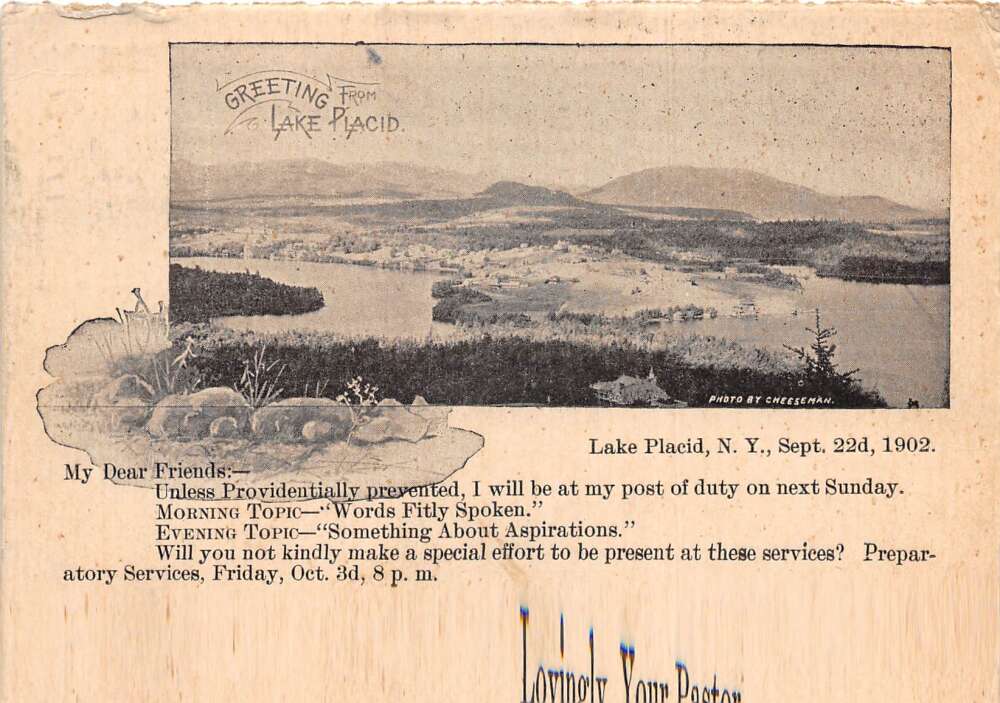 GREETING FROM
LAKE PLACID.
PHOTO BY CHEESEMAN.
Lake Placid, N. Y., Sept. 22d, 1902.
My Dear Friends:—
Unless Providentially prevented, I will be at my post of duty on next Sunday.
MORNING TOPIC—"Words Fitly Spoken."
EVENING TOPIC—"Something About Aspirations."
Will you not kindly make a special effort to be present at these services? Prepar-
atory Services, Friday, Oct. 3d, 8 p. m.
Lovingly Your Pastor